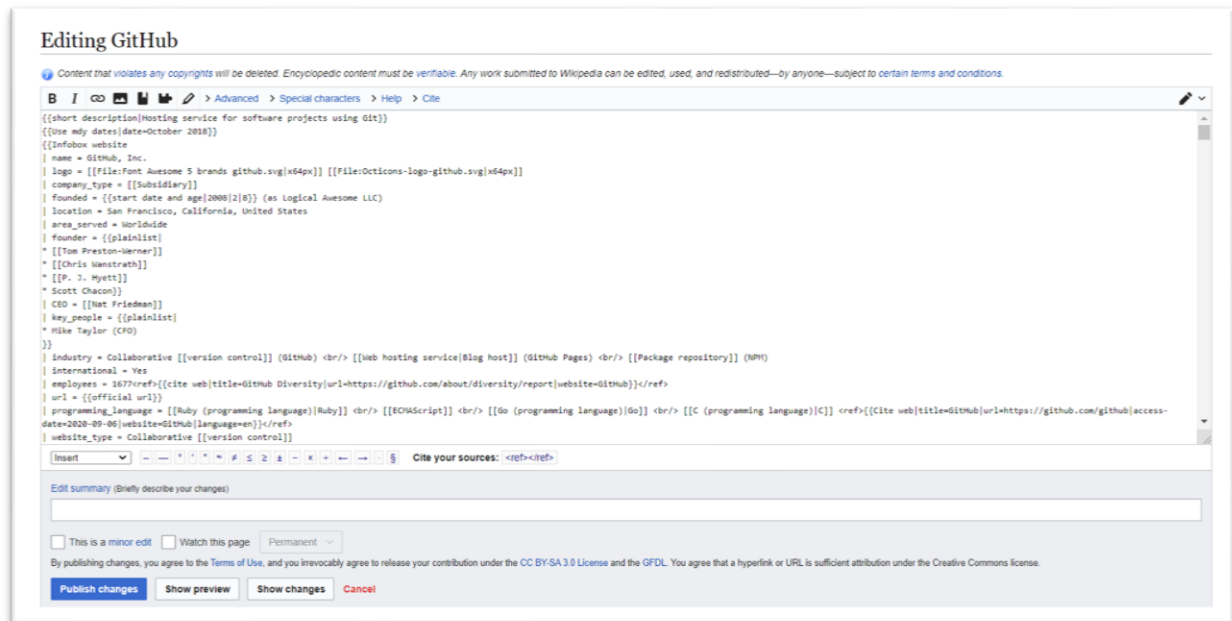 Editing GitHub
Content that violates any copyrights will be deleted. Encyclopedic content must be verifiable. Any work submitted to Wikipedia can be edited, used, and redistributed—by anyone—subject to certain terms and conditions.
B I > Advanced > Special characters > Help > Cite
{{short description|Hosting service for software projects using Git}}
{{Use mdy dates|date=October 2018}}
{{Infobox website
| name = GitHub, Inc.
| logo = [[File:Font Awesome 5 brands github.svg|x64px]] [[File:Octicons-logo-github.svg|x64px]]
| company_type = [[Subsidiary]]
| founded = {{start date and age|2008|2|8}} (as Logical Awesome LLC)
| location = San Francisco, California, United States
| area_served = Worldwide
| founder = {{plainlist|
* [[Tom Preston-Werner]]
* [[Chris Wanstrath]]
* [[P. J. Hyett]]
* Scott Chacon}}
| CEO = [[Nat Friedman]]
| key_people = {{plainlist|
* Mike Taylor (CFO)
}}
| industry = Collaborative [[version control]] (GitHub) <br/> [[Web hosting service|Blog host]] (GitHub Pages) <br/> [[Package repository]] (NPM)
| international = Yes
| employees = 1677<ref>{{cite web|title=GitHub Diversity|url=https://github.com/about/diversity/report|website=GitHub}}</ref>
| url = {{official url}}
| programming_language = [[Ruby (programming language)|Ruby]] <br/> [[ECMAScript]] <br/> [[Go (programming language)|Go]] <br/> [[C (programming language)|C]] <ref>{{Cite web|title=GitHub|url=https://github.com/github|access-
date=2020-09-06|website=GitHub|language=en}}</ref>
| website_type = Collaborative [[version control]]
Insert – — ° ′ ″ ≈ ≠ ≤ ≥ ± − × ÷ ← → · § Cite your sources: <ref></ref>
Edit summary (Briefly describe your changes)
This is a minor edit Watch this page Permanent
By publishing changes, you agree to the Terms of Use, and you irrevocably agree to release your contribution under the CC BY-SA 3.0 License and the GFDL. You agree that a hyperlink or URL is sufficient attribution under the Creative Commons license.
Publish changes Show preview Show changes Cancel